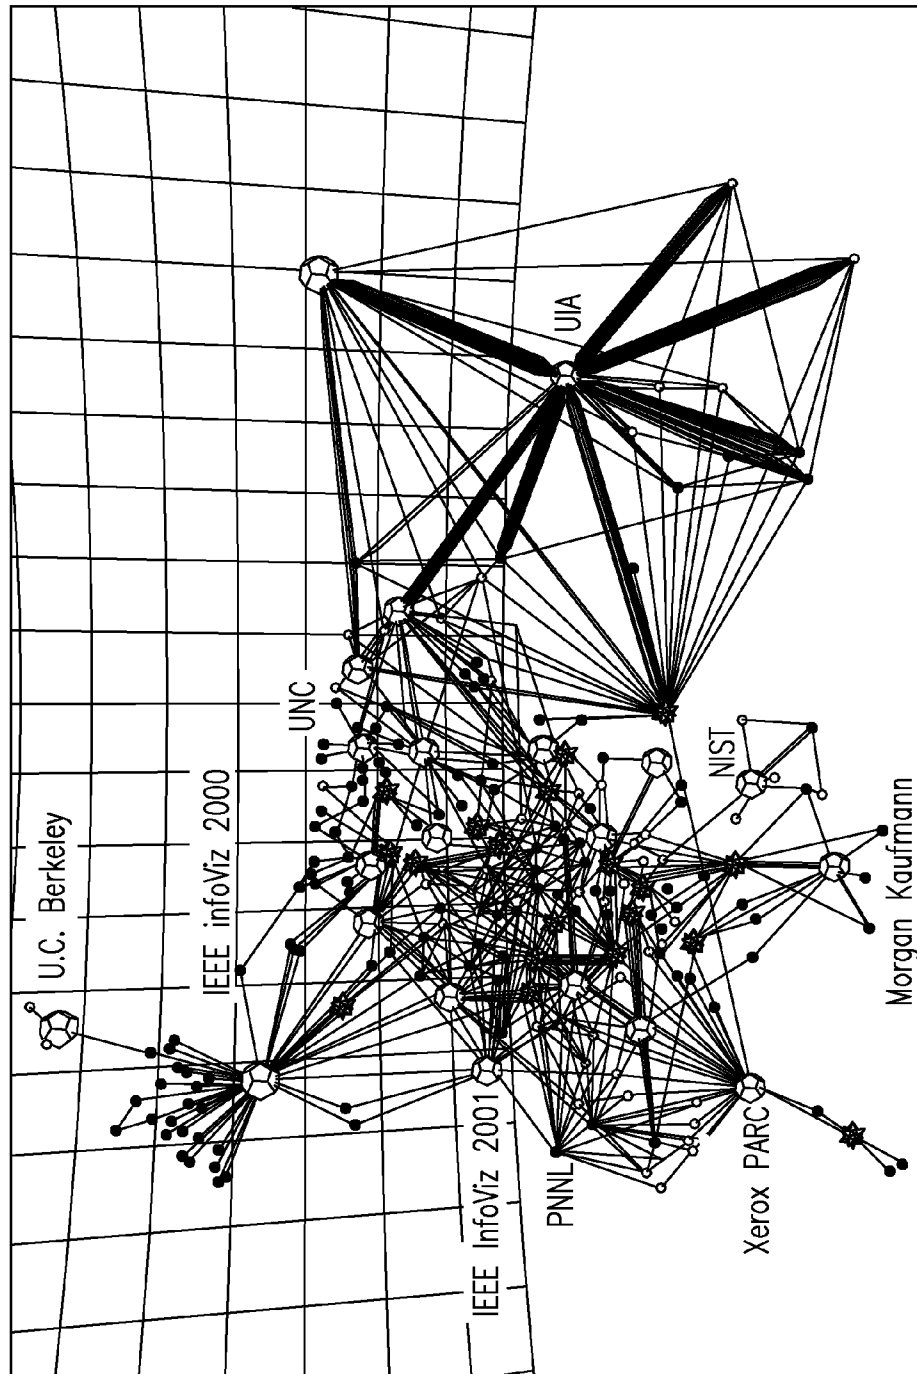 U.C. Berkeley
IEEE infoViz 2000
UNC
UIA
IEEE InfoViz 2001
PNNL
Xerox PARC
NIST
Morgan Kaufmann